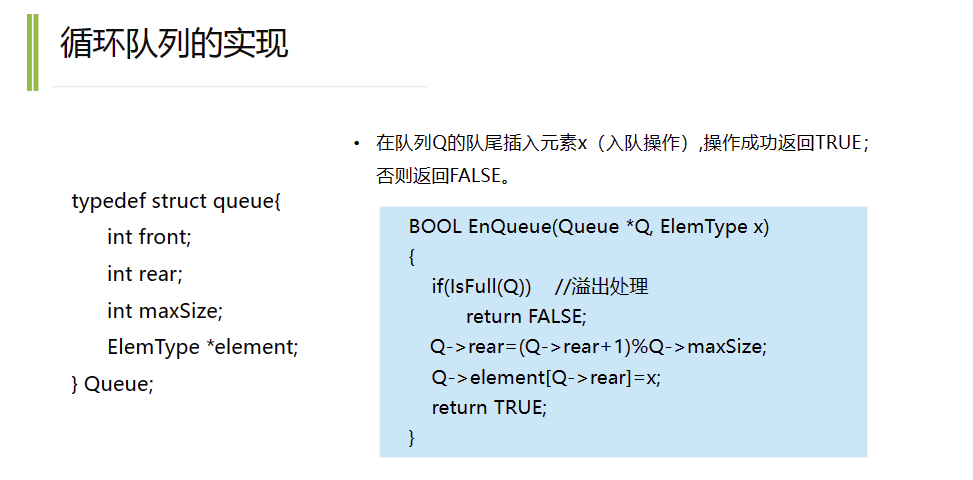 循环队列的实现
• 在队列Q的队尾插入元素x（入队操作）,操作成功返回TRUE；
否则返回FALSE。
typedef struct queue{
int front;
int rear;
int maxSize;
ElemType *element;
} Queue;
BOOL EnQueue(Queue *Q, ElemType x)
{
if(IsFull(Q)) //溢出处理
return FALSE;
Q->rear=(Q->rear+1)%Q->maxSize;
Q->element[Q->rear]=x;
return TRUE;
}